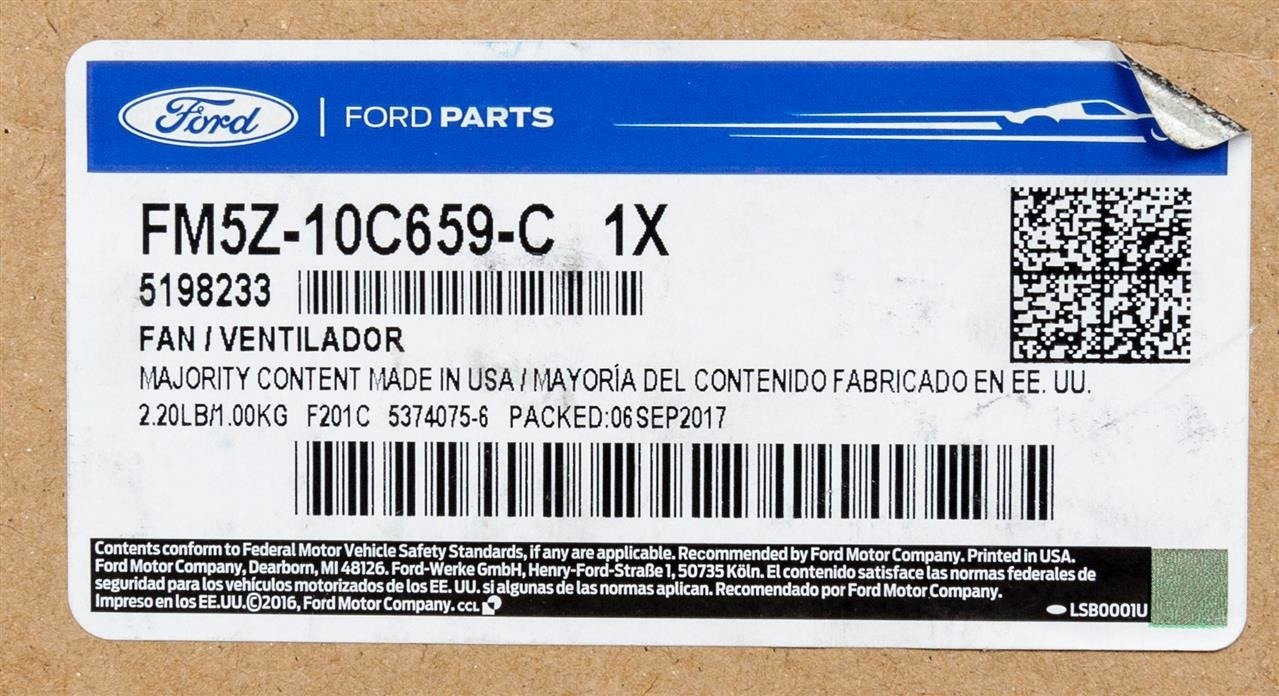 Ford | FORD PARTS
FM5Z-10C659-C 1X
5198233
FAN / VENTILADOR
MAJORITY CONTENT MADE IN USA / MAYORÍA DEL CONTENIDO FABRICADO EN EE. UU.
2.20LB/1.00KG F201C 5374075-6 PACKED:06SEP2017
Contents conform to Federal Motor Vehicle Safety Standards, if any are applicable. Recommended by Ford Motor Company. Printed in USA.
Ford Motor Company, Dearborn, MI 48126. Ford-Werke GmbH, Henry-Ford-Straße 1, 50735 Köln. El contenido satisface las normas federales de
seguridad para los vehículos motorizados de los EE. UU. si algunas de las normas aplican. Recomendado por Ford Motor Company.
Impreso en los EE.UU.©2016, Ford Motor Company. CCL
LSB0001U